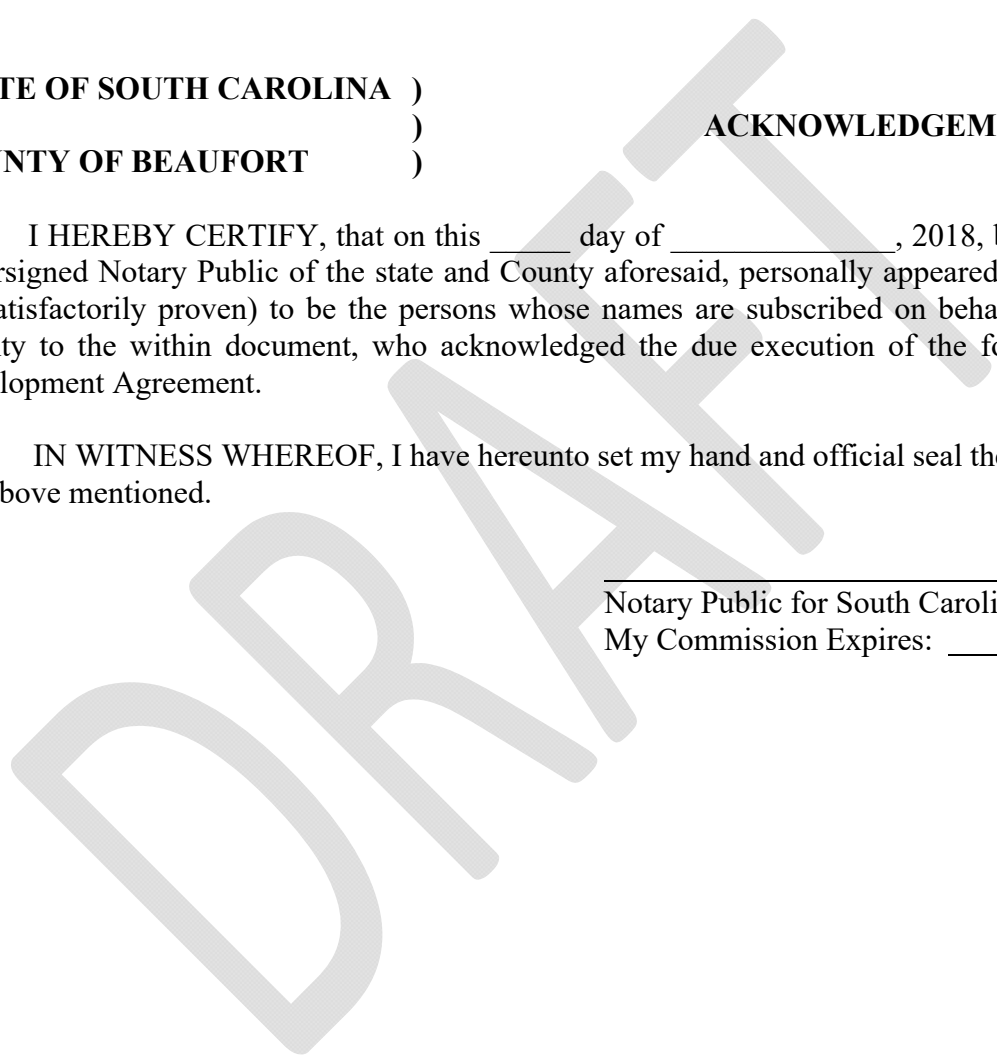 TE OF SOUTH CAROLINA )
) ACKNOWLEDGEM
NTY OF BEAUFORT )
I HEREBY CERTIFY, that on this _____ day of ______________, 2018, b
rsigned Notary Public of the state and County aforesaid, personally appeared
atisfactorily proven) to be the persons whose names are subscribed on beha
ty to the within document, who acknowledged the due execution of the fo
lopment Agreement.
IN WITNESS WHEREOF, I have hereunto set my hand and official seal the
bove mentioned.
Notary Public for South Caroli
My Commission Expires: ___
DRAFT